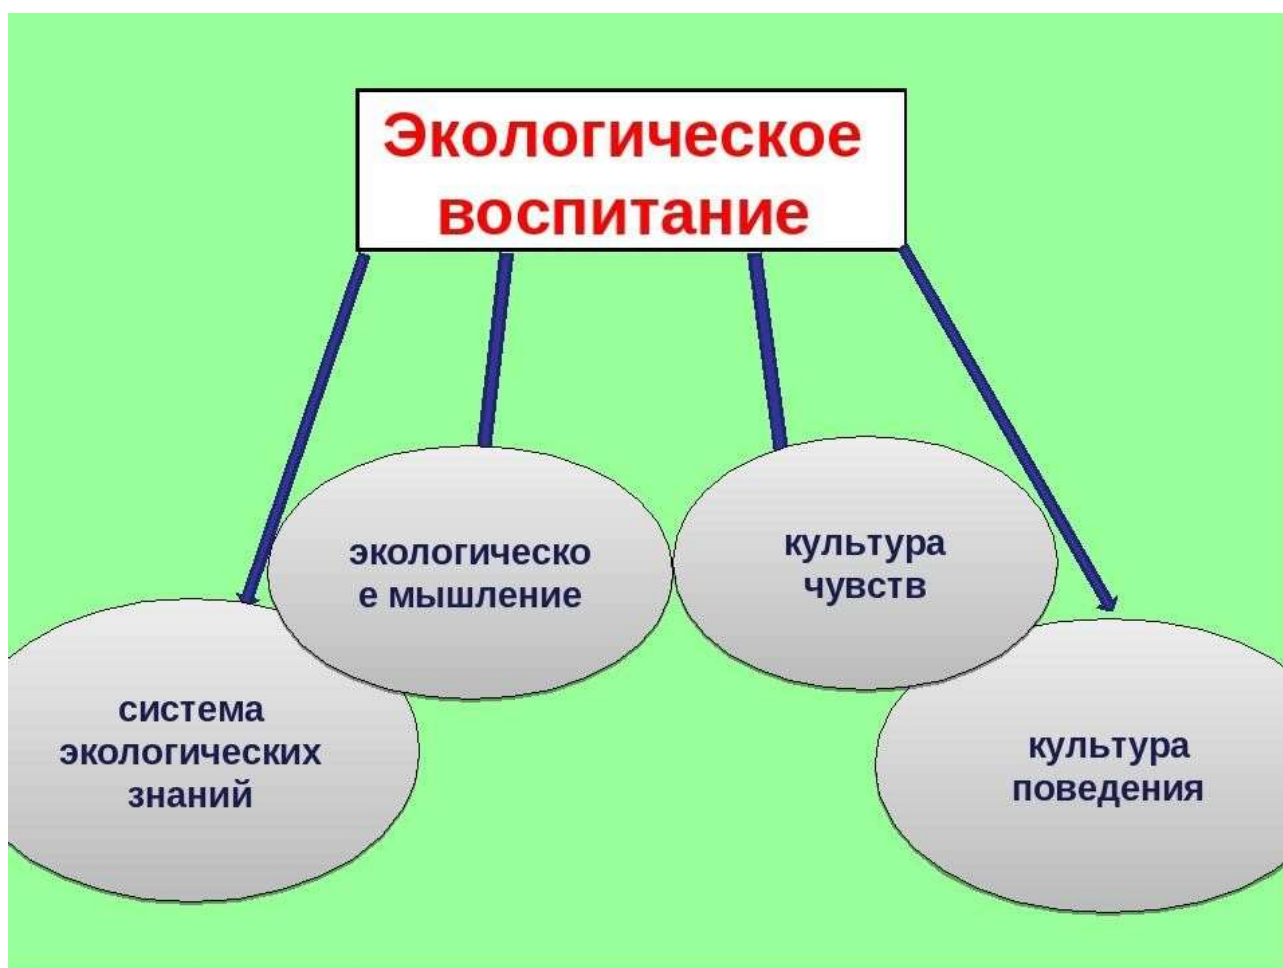 Экологическое
воспитание
экологическо
е мышление
культура
чувств
система
экологических
знаний
культура
поведения